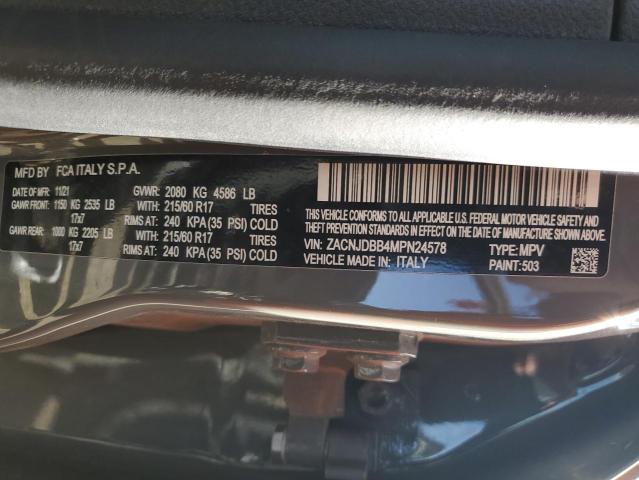 MFD BY FCA ITALY S.P.A.
DATE OF MFR 11/21 GVWR: 2080 KG 4586 LB
GAWR FRONT: 1150 KG 2535 LB WITH 215/60 R17 TIRES
17x7 RIMS AT: 240 KPA (35 PSI) COLD
GAWR REAR: 1000 KG 2205 LB WITH 215/60 R17 TIRES
17x7 RIMS AT: 240 KPA (35 PSI) COLD
THIS VEHICLE CONFORMS TO ALL APPLICABLE U.S. FEDERAL MOTOR VEHICLE
SAFETY, BUMPER AND THEFT PREVENTION STANDARDS IN EFFECT ON THE DATE OF
MANUFACTURE SHOWN ABOVE.
VIN: ZACNJDBB4MPN24578 TYPE: MPV
VEHICLE MADE IN: ITALY PAINT: 503